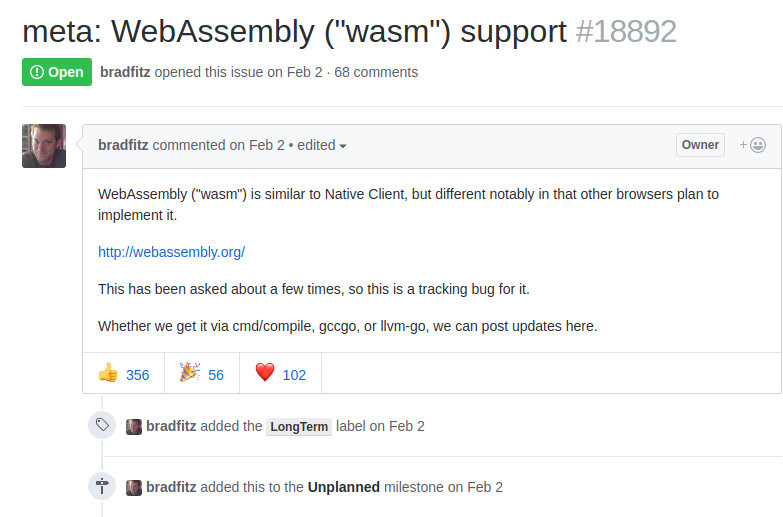 meta: WebAssembly ("wasm") support #18892
Open bradfitz opened this issue on Feb 2 · 68 comments
bradfitz commented on Feb 2 • edited Owner
WebAssembly ("wasm") is similar to Native Client, but different notably in that other browsers plan to
implement it.
http://webassembly.org/
This has been asked about a few times, so this is a tracking bug for it.
Whether we get it via cmd/compile, gccgo, or llvm-go, we can post updates here.
👍 356 🎉 56 ❤️ 102
bradfitz added the LongTerm label on Feb 2
bradfitz added this to the Unplanned milestone on Feb 2